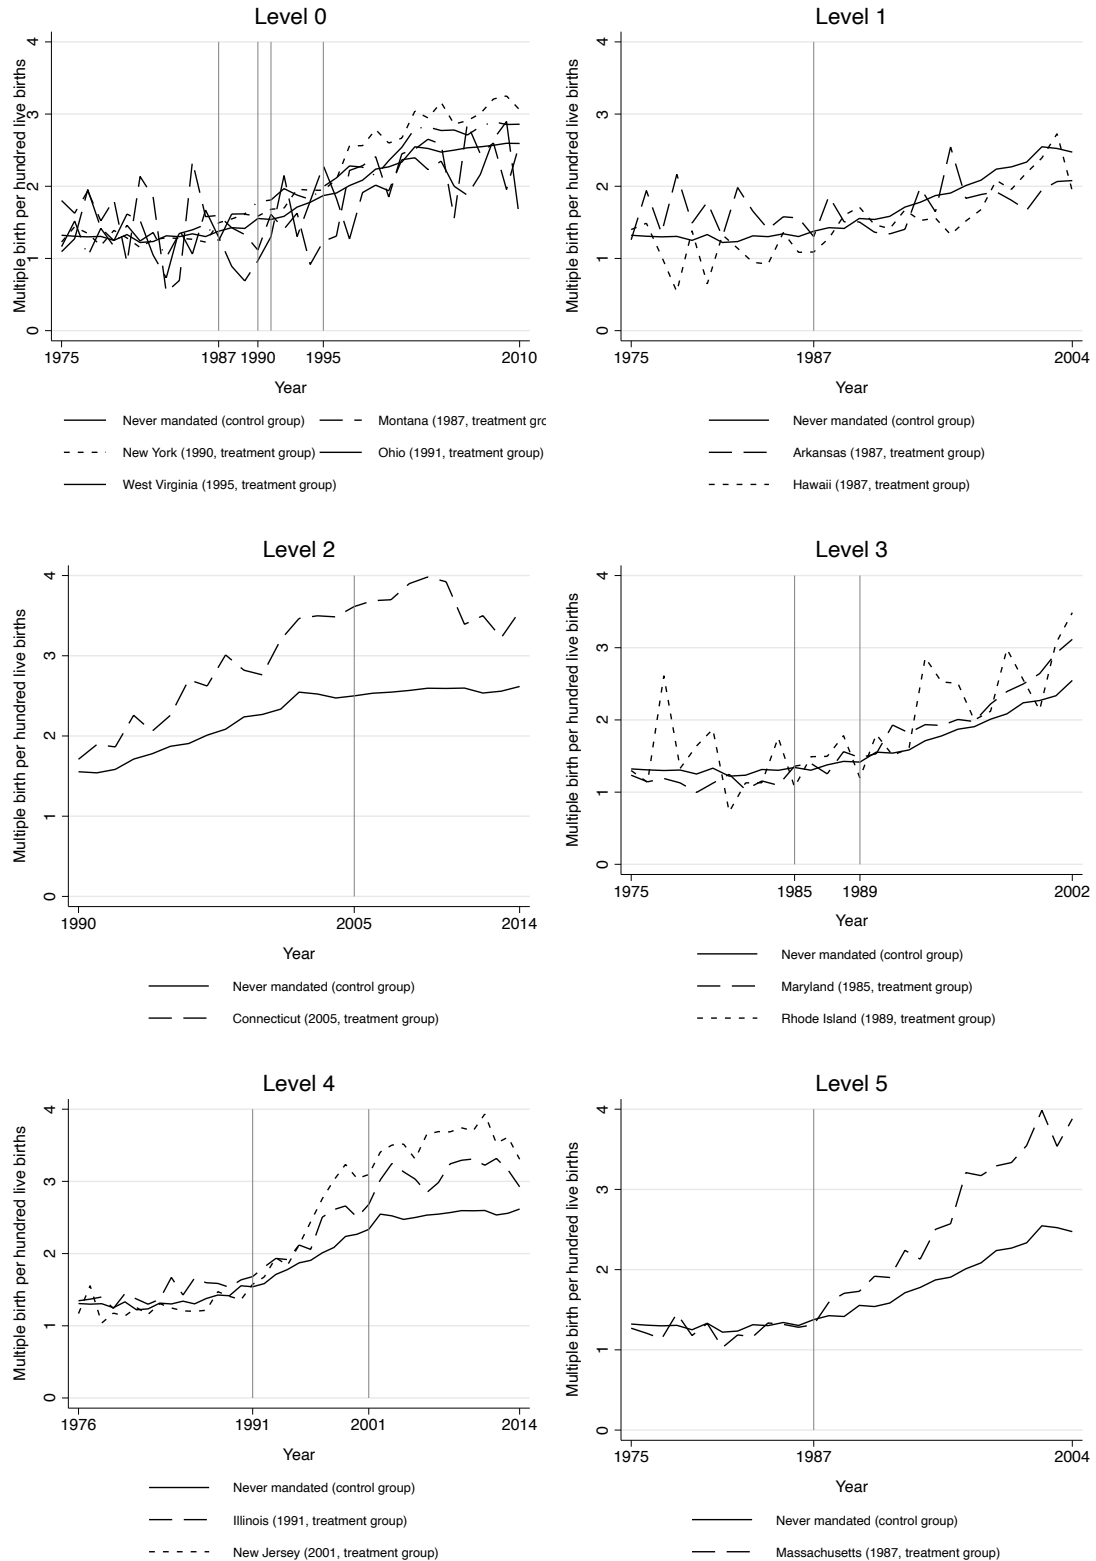 Level 0
Multiple birth per hundred live births
4
3
2
1
0
1975 1987 1990 1995 2010
Year
Never mandated (control group) Montana (1987, treatment gro
New York (1990, treatment group) Ohio (1991, treatment group)
West Virginia (1995, treatment group)
Level 1
Multiple birth per hundred live births
4
3
2
1
0
1975 1987 2004
Year
Never mandated (control group)
Arkansas (1987, treatment group)
Hawaii (1987, treatment group)
Level 2
Multiple birth per hundred live births
4
3
2
1
0
1990 2005 2014
Year
Never mandated (control group)
Connecticut (2005, treatment group)
Level 3
Multiple birth per hundred live births
4
3
2
1
0
1975 1985 1989 2002
Year
Never mandated (control group)
Maryland (1985, treatment group)
Rhode Island (1989, treatment group)
Level 4
Multiple birth per hundred live births
4
3
2
1
0
1976 1991 2001 2014
Year
Never mandated (control group)
Illinois (1991, treatment group)
New Jersey (2001, treatment group)
Level 5
Multiple birth per hundred live births
4
3
2
1
0
1975 1987 2004
Year
Never mandated (control group)
Massachusetts (1987, treatment group)